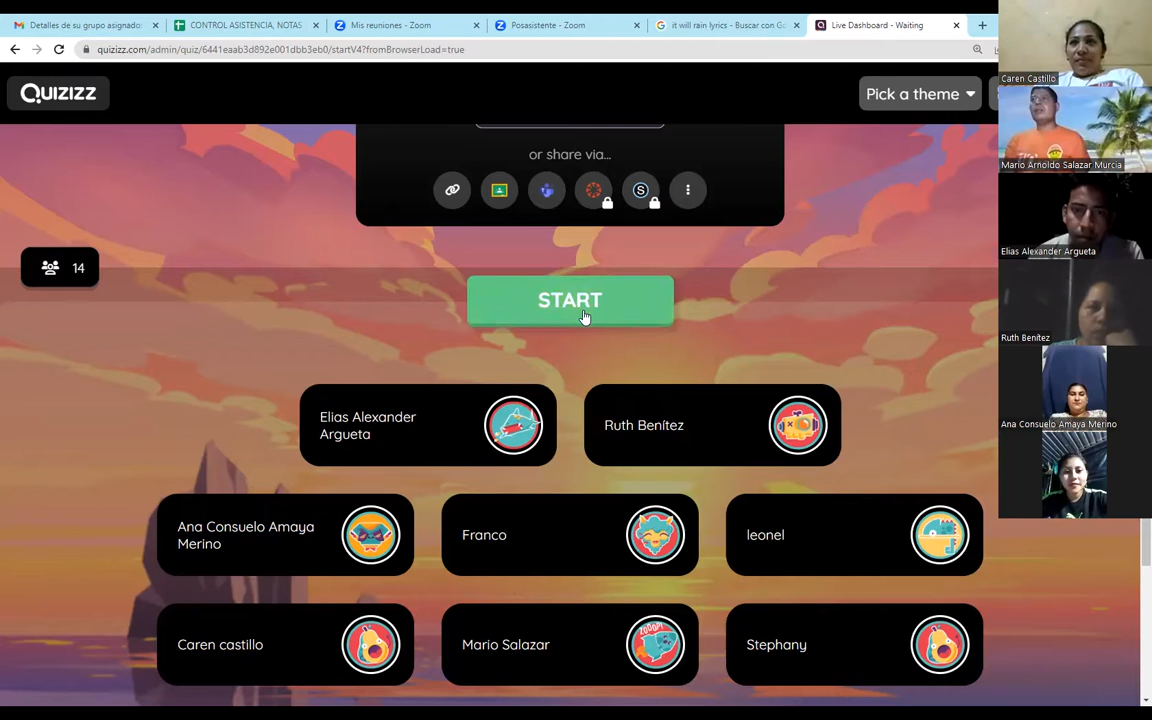 Detalles de su grupo asignado:
CONTROL ASISTENCIA, NOTAS
Mis reuniones - Zoom
Posasistente - Zoom
it will rain lyrics - Buscar con Go
Live Dashboard - Waiting
quizizz.com/admin/quiz/6441eaab3d892e001dbb3eb0/startV4?fromBrowserLoad=true
Quizizz
Pick a theme
or share via...
14
START
Elias Alexander
Argueta
Ruth Benítez
Ana Consuelo Amaya
Merino
Franco
leonel
Caren castillo
Mario Salazar
ZOOOP!
Stephany
Caren Castillo
Mario Arnoldo Salazar Murcia
Elias Alexander Argueta
Ruth Benítez
Ana Consuelo Amaya Merino